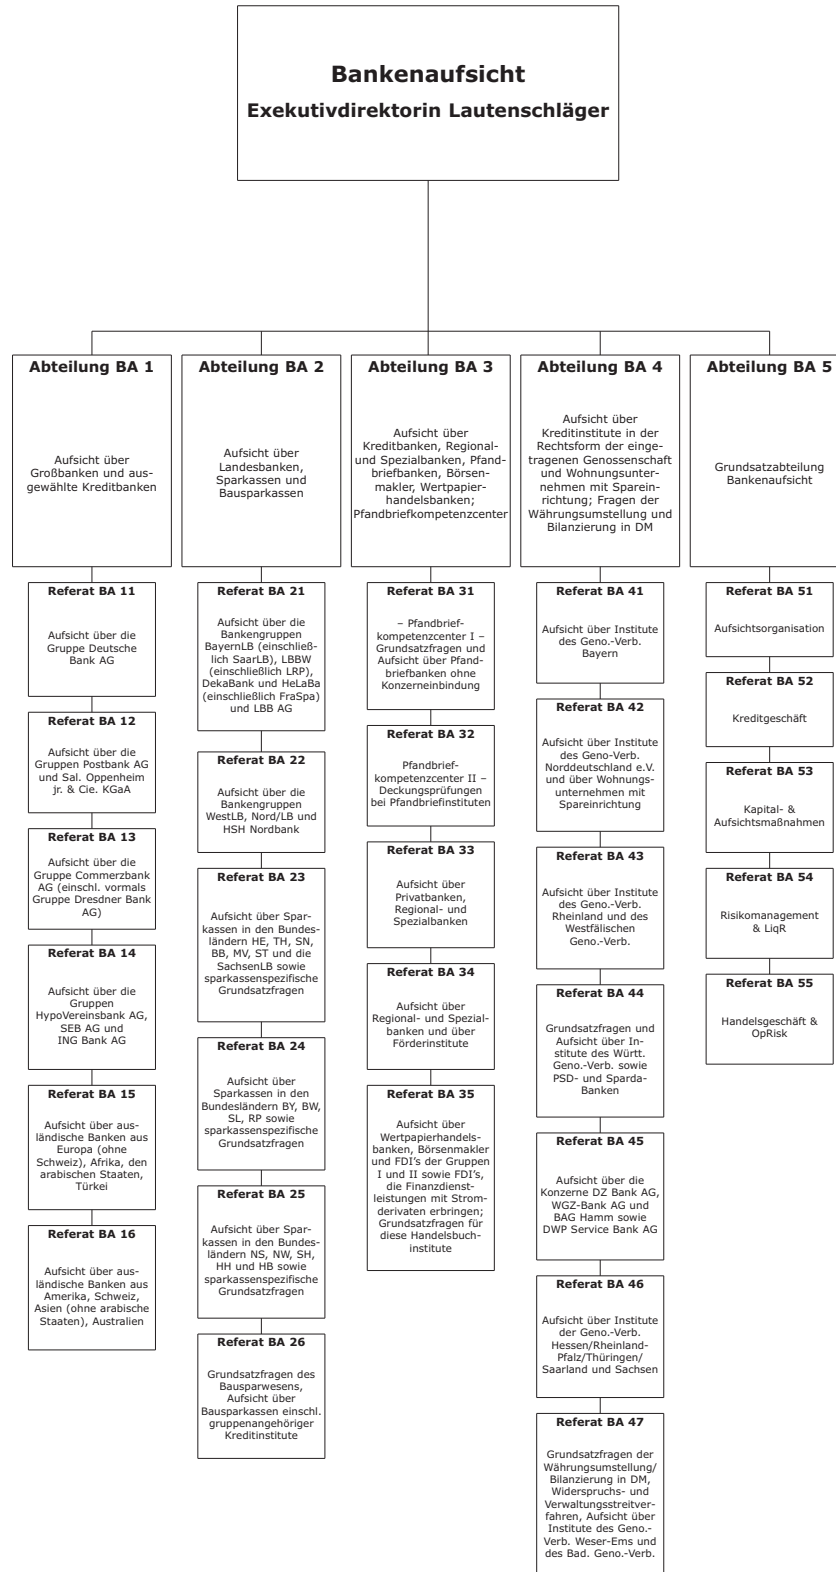 Bankenaufsicht
Exekutivdirektorin Lautenschläger
Abteilung BA 1
Aufsicht über
Großbanken und aus-
gewählte Kreditbanken
Referat BA 11
Aufsicht über die
Gruppe Deutsche
Bank AG
Referat BA 12
Aufsicht über die
Gruppen Postbank AG
und Sal. Oppenheim
jr. & Cie. KGaA
Referat BA 13
Aufsicht über die
Gruppe Commerzbank
AG (einschl. vormals
Gruppe Dresdner Bank
AG)
Referat BA 14
Aufsicht über die
Gruppen
HypoVereinsbank AG,
SEB AG und
ING Bank AG
Referat BA 15
Aufsicht über aus-
ländische Banken aus
Europa (ohne
Schweiz), Afrika, den
arabischen Staaten,
Türkei
Referat BA 16
Aufsicht über aus-
ländische Banken aus
Amerika, Schweiz,
Asien (ohne arabische
Staaten), Australien
Abteilung BA 2
Aufsicht über
Landesbanken,
Sparkassen und
Bausparkassen
Referat BA 21
Aufsicht über die
Bankengruppen
BayernLB (einschließ-
lich SaarLB), LBBW
(einschließlich LRP),
DekaBank und HeLaBa
(einschließlich FraSpa)
und LBB AG
Referat BA 22
Aufsicht über die
Bankengruppen
WestLB, Nord/LB und
HSH Nordbank
Referat BA 23
Aufsicht über Spar-
kassen in den Bundes-
ländern HE, TH, SN,
BB, MV, ST und die
SachsenLB sowie
sparkassenspezifische
Grundsatzfragen
Referat BA 24
Aufsicht über
Sparkassen in den
Bundesländern BY, BW,
SL, RP sowie
sparkassenspezifische
Grundsatzfragen
Referat BA 25
Aufsicht über Spar-
kassen in den Bundes-
ländern NS, NW, SH,
HH und HB sowie
sparkassenspezifische
Grundsatzfragen
Referat BA 26
Grundsatzfragen des
Bausparwesens,
Aufsicht über
Bausparkassen einschl.
gruppenangehöriger
Kreditinstitute
Abteilung BA 3
Aufsicht über
Kreditbanken, Regional-
und Spezialbanken, Pfand-
briefbanken, Börsen-
makler, Wertpapier-
handelsbanken;
Pfandbriefkompetenzcenter
Referat BA 31
– Pfandbrief-
kompetenzcenter I –
Grundsatzfragen und
Aufsicht über Pfand-
briefbanken ohne
Konzerneinbindung
Referat BA 32
Pfandbrief-
kompetenzcenter II –
Deckungsprüfungen
bei Pfandbriefinstituten
Referat BA 33
Aufsicht über
Privatbanken,
Regional- und
Spezialbanken
Referat BA 34
Aufsicht über
Regional- und Spezial-
banken und über
Förderinstitute
Referat BA 35
Aufsicht über
Wertpapierhandels-
banken, Börsenmakler
und FDI’s der Gruppen
I und II sowie FDI’s,
die Finanzdienst-
leistungen mit Strom-
derivaten erbringen;
Grundsatzfragen für
diese Handelsbuch-
institute
Abteilung BA 4
Aufsicht über
Kreditinstitute in der
Rechtsform der einge-
tragenen Genossenschaft
und Wohnungsunter-
nehmen mit Sparein-
richtung; Fragen der
Währungsumstellung und
Bilanzierung in DM
Referat BA 41
Aufsicht über Institute
des Geno.-Verb.
Bayern
Referat BA 42
Aufsicht über Institute
des Geno-Verb.
Norddeutschland e.V.
und über Wohnungs-
unternehmen mit
Spareinrichtung
Referat BA 43
Aufsicht über Institute
des Geno.-Verb.
Rheinland und des
Westfälischen
Geno.-Verb.
Referat BA 44
Grundsatzfragen und
Aufsicht über In-
stitute des Württ.
Geno.-Verb. sowie
PSD- und Sparda-
Banken
Referat BA 45
Aufsicht über die
Konzerne DZ Bank AG,
WGZ-Bank AG und
BAG Hamm sowie
DWP Service Bank AG
Referat BA 46
Aufsicht über Institute
der Geno.-Verb.
Hessen/Rheinland-
Pfalz/Thüringen/
Saarland und Sachsen
Referat BA 47
Grundsatzfragen der
Währungsumstellung/
Bilanzierung in DM,
Widerspruchs- und
Verwaltungsstreitver-
fahren, Aufsicht über
Institute des Geno.-
Verb. Weser-Ems und
des Bad. Geno.-Verb.
Abteilung BA 5
Grundsatzabteilung
Bankenaufsicht
Referat BA 51
Aufsichtsorganisation
Referat BA 52
Kreditgeschäft
Referat BA 53
Kapital- &
Aufsichtsmaßnahmen
Referat BA 54
Risikomanagement
& LiqR
Referat BA 55
Handelsgeschäft &
OpRisk